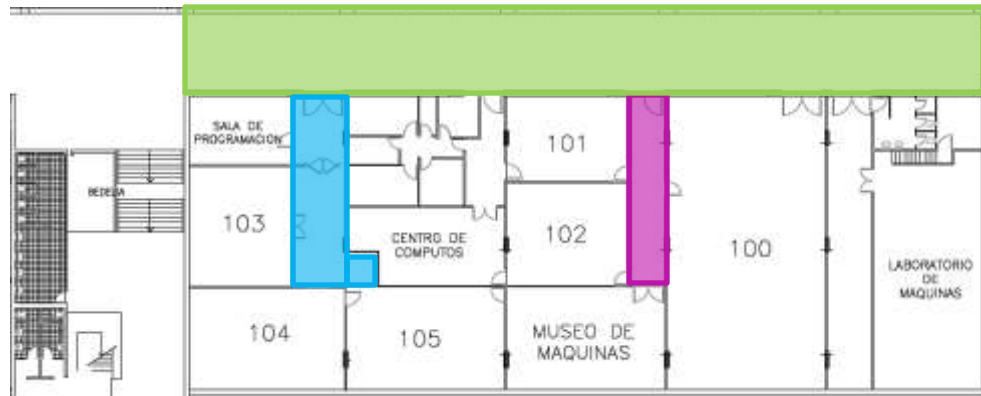 SALA DE
PROGRAMACION
101
BEDELIA
103
CENTRO DE
COMPUTOS
102
100
LABORATORIO
DE
MAQUINAS
104
105
MUSEO DE
MAQUINAS